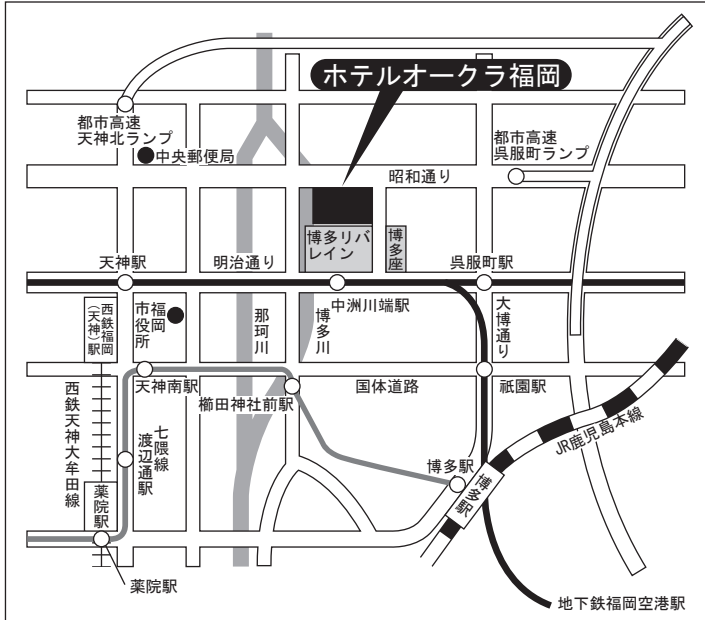 ホテルオークラ福岡
都市高速
天神北ランプ
中央郵便局
都市高速
呉服町ランプ
昭和通り
博多リバ
レイン
博多座
天神駅
明治通り
呉服町駅
中洲川端駅
西鉄福岡
(天神)駅
福岡
市役所
那珂川
博多川
大博通り
天神南駅
櫛田神社前駅
国体道路
祇園駅
西鉄天神大牟田線
七隈線
渡辺通駅
JR鹿児島本線
博多駅
博多駅
薬院駅
薬院駅
地下鉄福岡空港駅